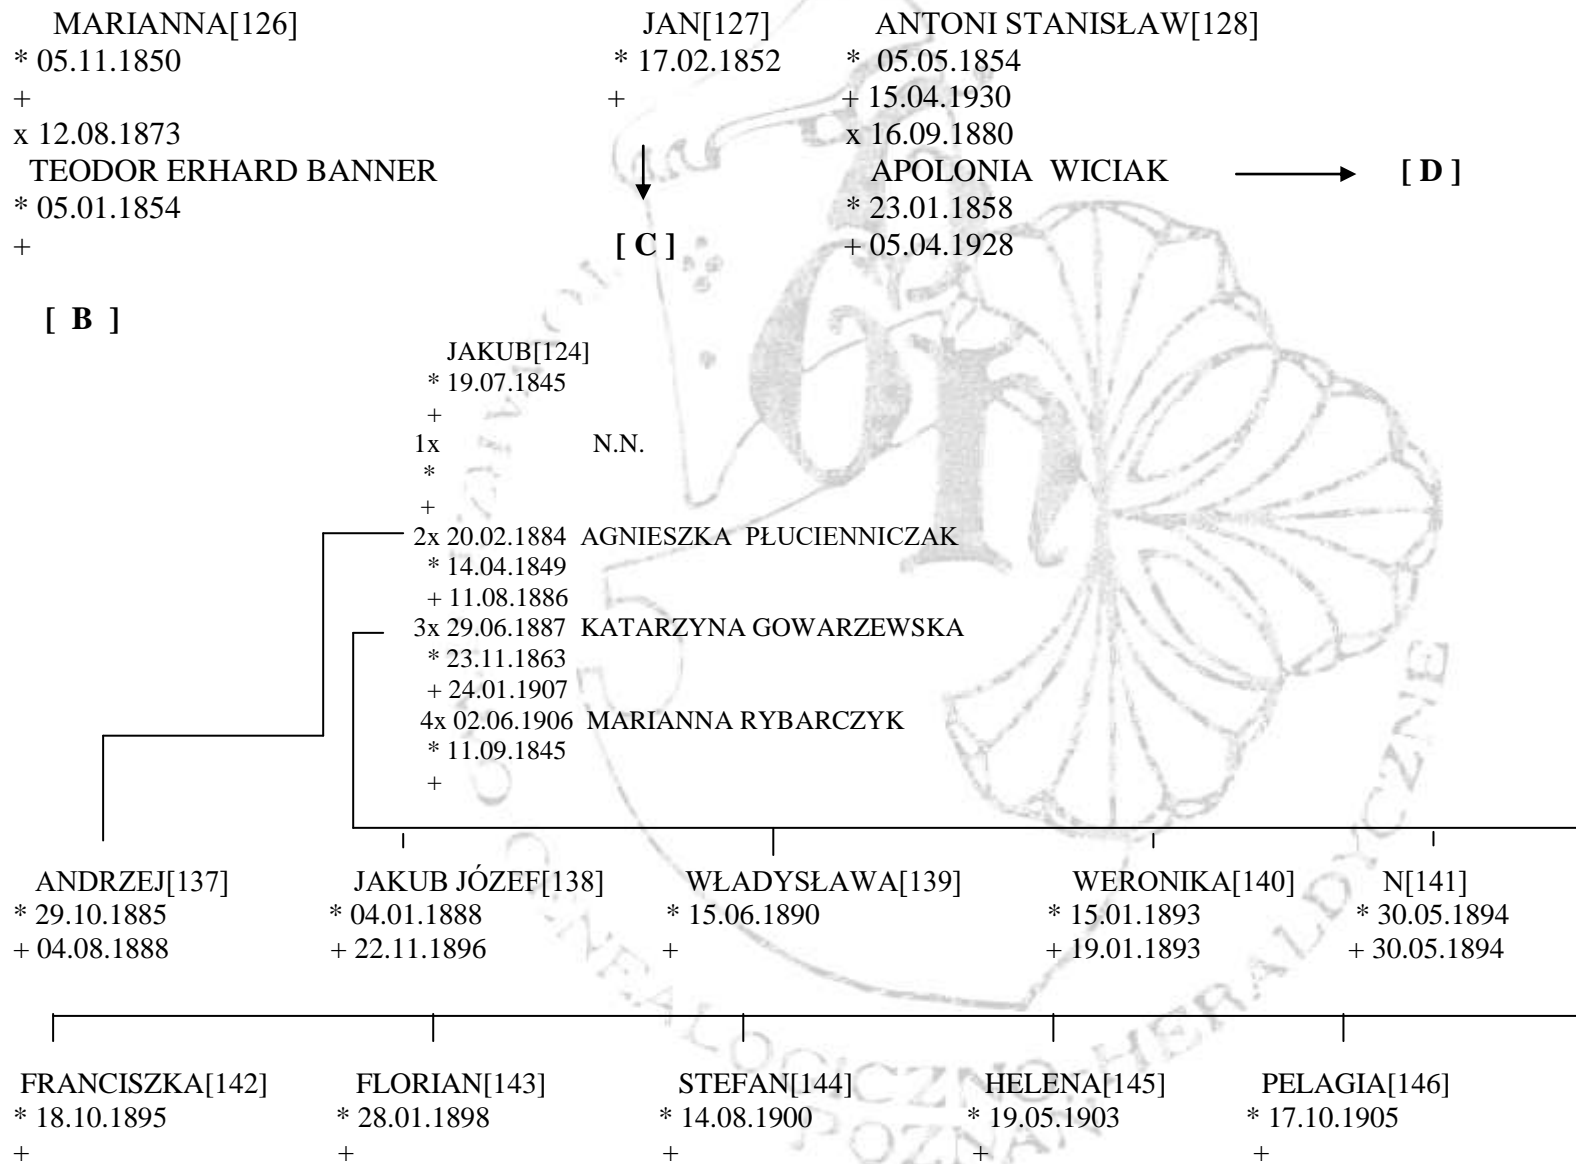 MARIANNA[126] JAN[127] ANTONI STANISŁAW[128]
* 05.11.1850 * 17.02.1852 * 05.05.1854
+ + + 15.04.1930
x 12.08.1873 x 16.09.1880
TEODOR ERHARD BANNER APOLONIA WICIAK [ D ]
* 05.01.1854 * 23.01.1858
+ [ C ] + 05.04.1928
[ B ]
JAKUB[124]
* 19.07.1845
+
1x N.N.
*
+
2x 20.02.1884 AGNIESZKA PŁUCIENNICZAK
* 14.04.1849
+ 11.08.1886
3x 29.06.1887 KATARZYNA GOWARZEWSKA
* 23.11.1863
+ 24.01.1907
4x 02.06.1906 MARIANNA RYBARCZYK
* 11.09.1845
+
ANDRZEJ[137] JAKUB JÓZEF[138] WŁADYSŁAWA[139] WERONIKA[140] N[141]
* 29.10.1885 * 04.01.1888 * 15.06.1890 * 15.01.1893 * 30.05.1894
+ 04.08.1888 + 22.11.1896 + + 19.01.1893 + 30.05.1894
FRANCISZKA[142] FLORIAN[143] STEFAN[144] HELENA[145] PELAGIA[146]
* 18.10.1895 * 28.01.1898 * 14.08.1900 * 19.05.1903 * 17.10.1905
+ + + + +